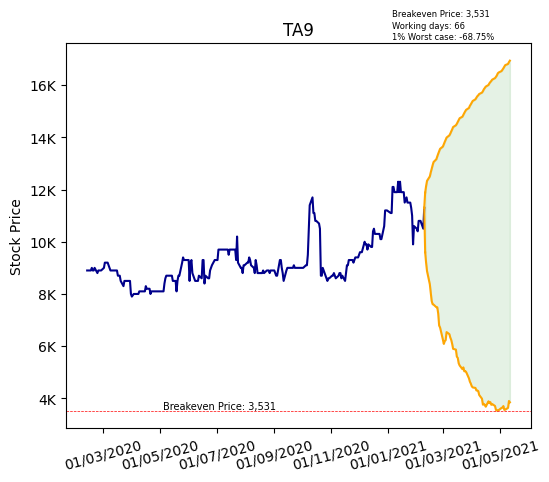 Breakeven Price: 3,531
Working days: 66
1% Worst case: -68.75%
TA9
Stock Price
16K
14K
12K
10K
8K
6K
4K
Breakeven Price: 3,531
01/03/2020
01/05/2020
01/07/2020
01/09/2020
01/11/2020
01/01/2021
01/03/2021
01/05/2021